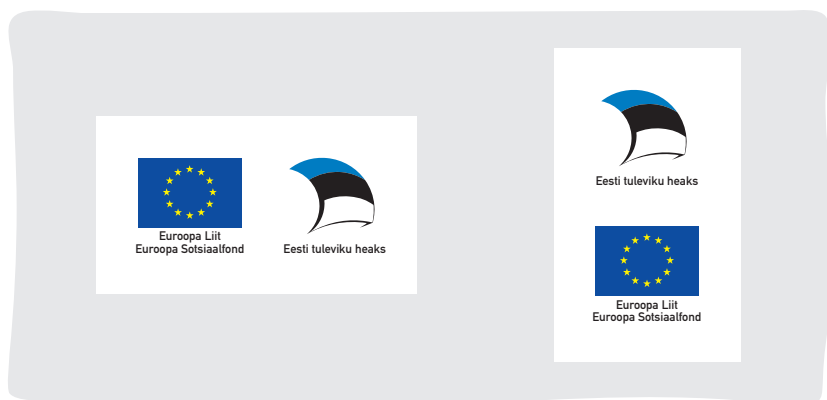 Euroopa Liit
Euroopa Sotsiaalfond
Eesti tuleviku heaks
Eesti tuleviku heaks
Euroopa Liit
Euroopa Sotsiaalfond